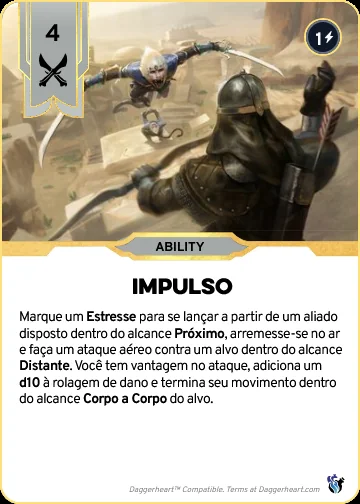 4
1
ABILITY
IMPULSO
Marque um Estresse para se lançar a partir de um aliado
disposto dentro do alcance Próximo, arremesse-se no ar
e faça um ataque aéreo contra um alvo dentro do alcance
Distante. Você tem vantagem no ataque, adiciona um
d10 à rolagem de dano e termina seu movimento dentro
do alcance Corpo a Corpo do alvo.
Daggerheart™ Compatible. Terms at Daggerheart.com